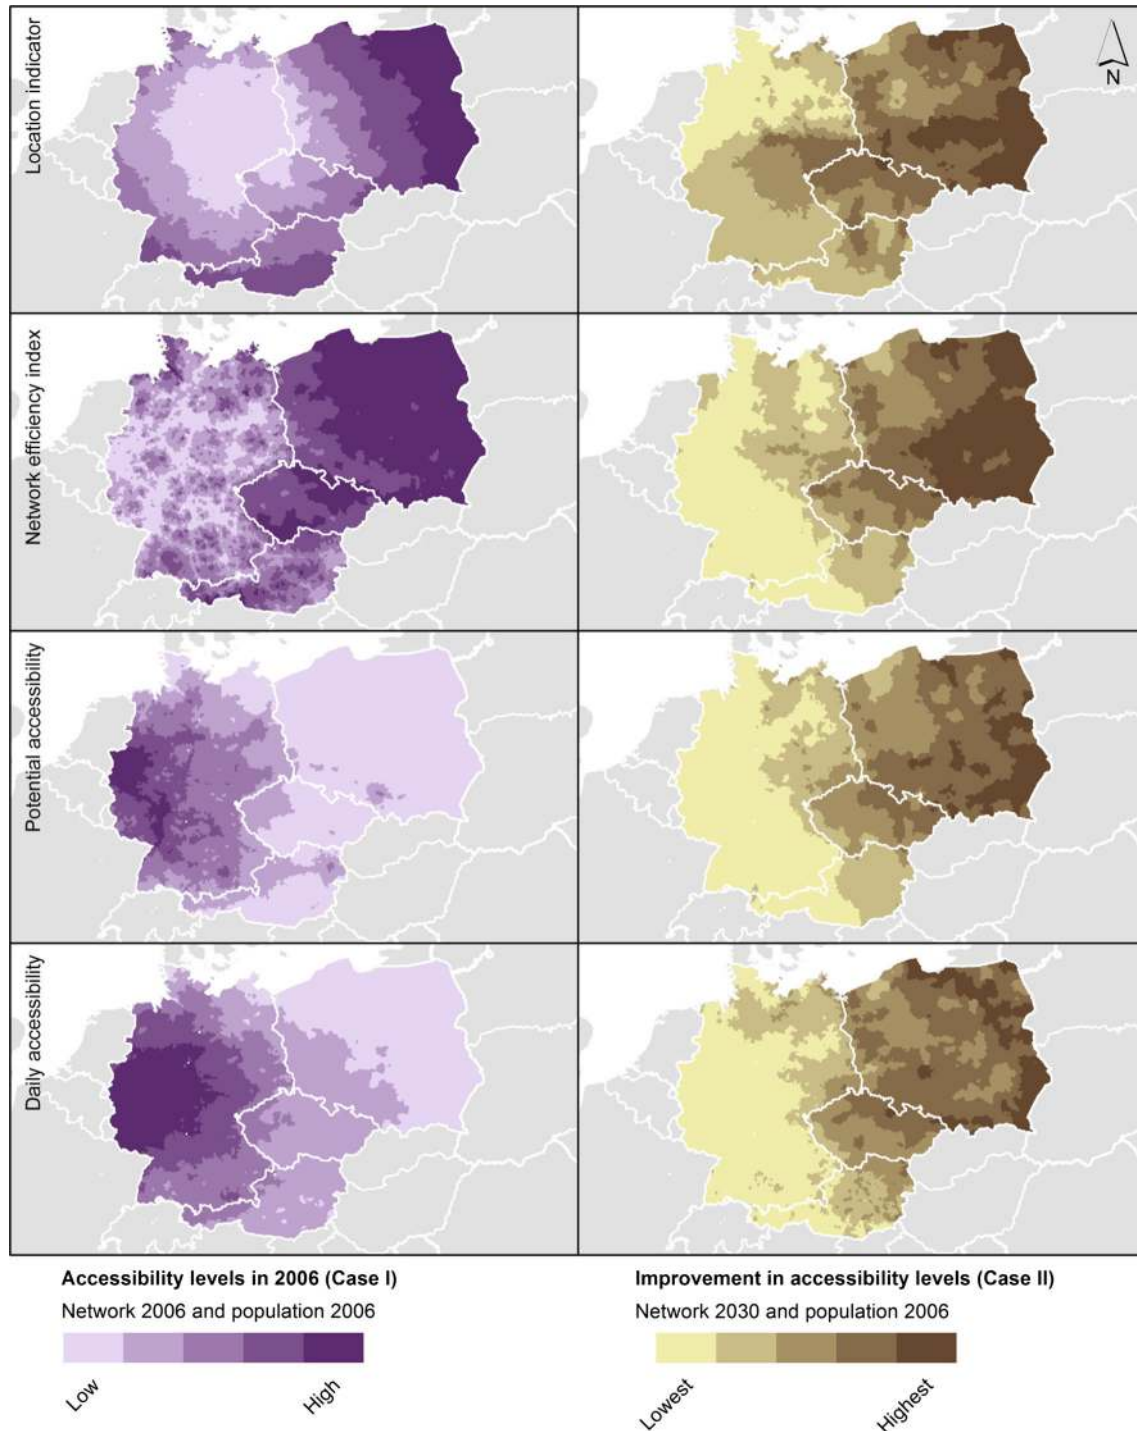 Location indicator
N
Network efficiency index
Potential accessibility
Daily accessibility
Accessibility levels in 2006 (Case I)
Network 2006 and population 2006
Low
High
Improvement in accessibility levels (Case II)
Network 2030 and population 2006
Lowest
Highest